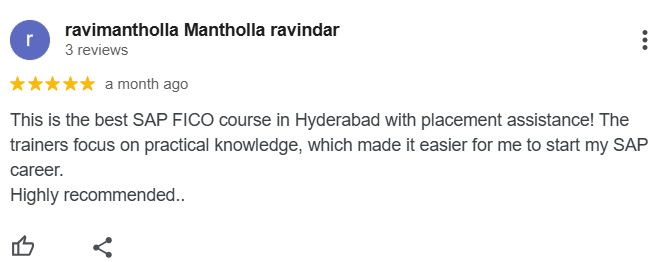 r
ravimantholla Mantholla ravindar
3 reviews
a month ago
This is the best SAP FICO course in Hyderabad with placement assistance! The
trainers focus on practical knowledge, which made it easier for me to start my SAP
career.
Highly recommended..